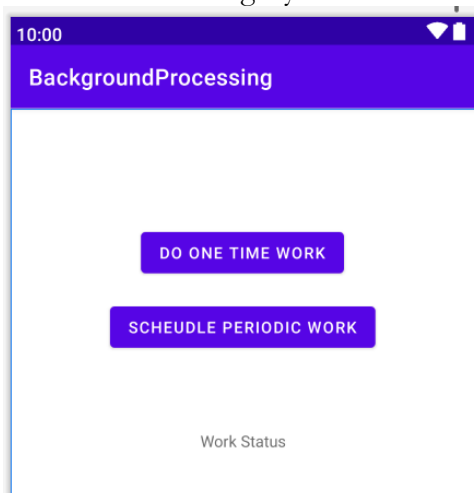 10:00
BackgroundProcessing
DO ONE TIME WORK
SCHEUDLE PERIODIC WORK
Work Status